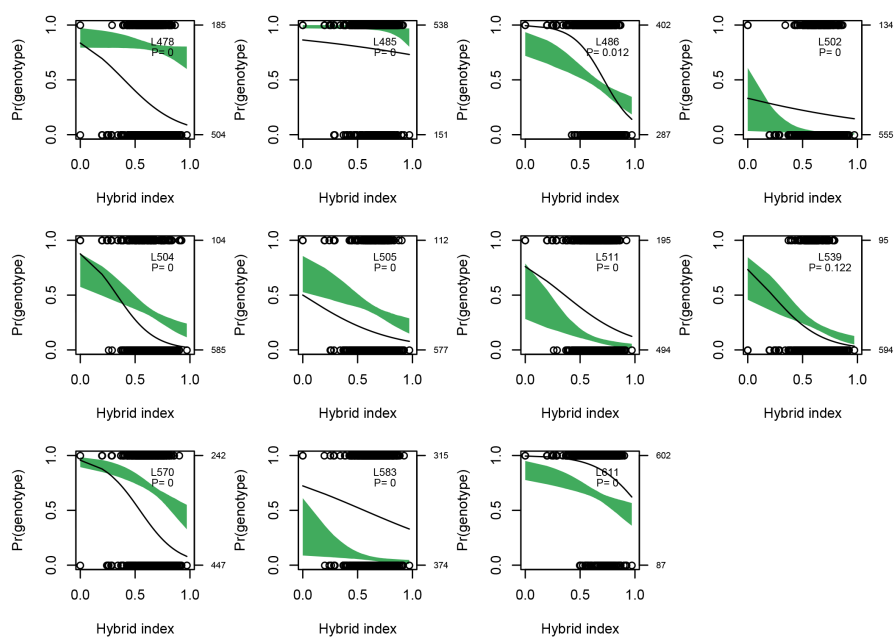 L478
P= 0
185
504
0.0 0.5 1.0
0.0 0.5 1.0
Hybrid index
Pr(genotype)
L485
P= 0
538
151
0.0 0.5 1.0
0.0 0.5 1.0
Hybrid index
Pr(genotype)
L486
P= 0.012
402
287
0.0 0.5 1.0
0.0 0.5 1.0
Hybrid index
Pr(genotype)
L502
P= 0
134
555
0.0 0.5 1.0
0.0 0.5 1.0
Hybrid index
Pr(genotype)
L504
P= 0
104
585
0.0 0.5 1.0
0.0 0.5 1.0
Hybrid index
Pr(genotype)
L505
P= 0
112
577
0.0 0.5 1.0
0.0 0.5 1.0
Hybrid index
Pr(genotype)
L511
P= 0
195
494
0.0 0.5 1.0
0.0 0.5 1.0
Hybrid index
Pr(genotype)
L539
P= 0.122
95
594
0.0 0.5 1.0
0.0 0.5 1.0
Hybrid index
Pr(genotype)
L570
P= 0
242
447
0.0 0.5 1.0
0.0 0.5 1.0
Hybrid index
Pr(genotype)
L583
P= 0
315
374
0.0 0.5 1.0
0.0 0.5 1.0
Hybrid index
Pr(genotype)
L611
P= 0
602
87
0.0 0.5 1.0
0.0 0.5 1.0
Hybrid index
Pr(genotype)